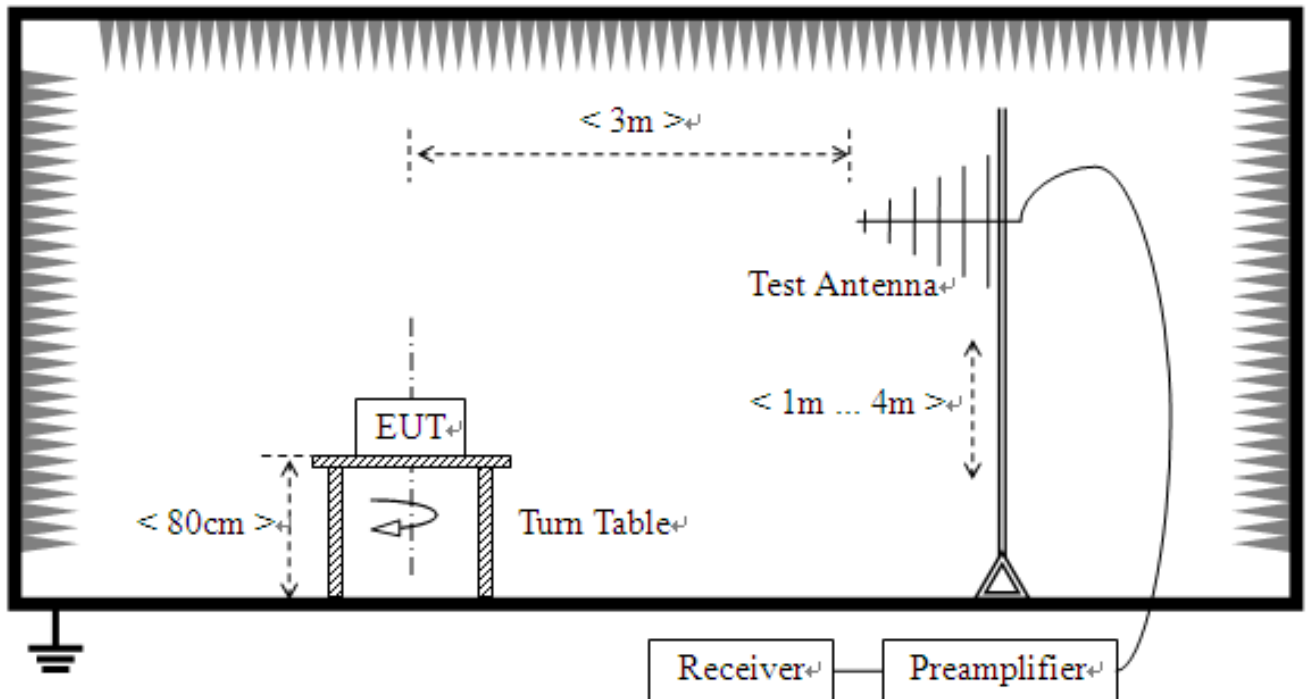 < 3m >↵
Test Antenna↵
< 1m ... 4m >↵
EUT↵
< 80cm >↵
Turn Table↵
Receiver↵
Preamplifier↵